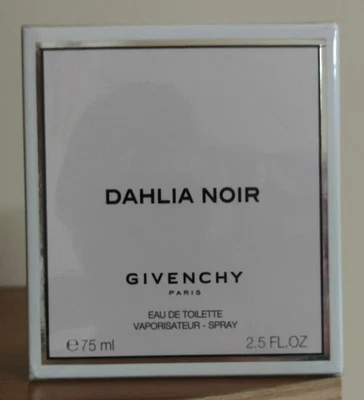 DAHLIA NOIR
GIVENCHY
PARIS
EAU DE TOILETTE
VAPORISATEUR - SPRAY
℮75 ml 2.5 FL.OZ